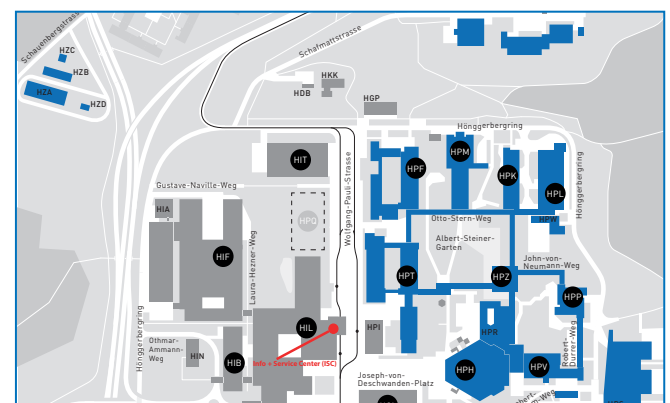 Schauenbergstrasse
HZC
HZB
HZA
HZD
Schafmattstrasse
HKK
HDB
HGP
Hönggerbergring
HIT
HPF
HPM
HPK
HPL
Hönggerbergring
Gustave-Naville-Weg
Wolfgang-Pauli-Strasse
HIA
HPQ
Otto-Stern-Weg
HPW
Albert-Steiner-
Garten
HIF
Laura-Hezner-Weg
John-von-
Neumann-Weg
HPT
HPZ
HPP
Hönggerbergring
HIL
HPI
HPR
Robert-
Durrer-Weg
Othmar-
Ammann-
Weg
HIN
HIB
Info + Service Center (ISC)
HPH
HPV
Joseph-von-
Deschwanden-Platz